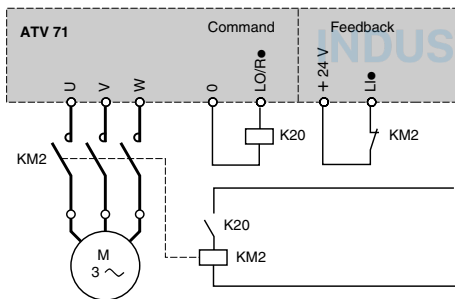 ATV 71
Command
Feedback
INDUS
U
V
W
0
LO/R●
+ 24 V
LI●
KM2
K20
KM2
K20
KM2
M
3 ~